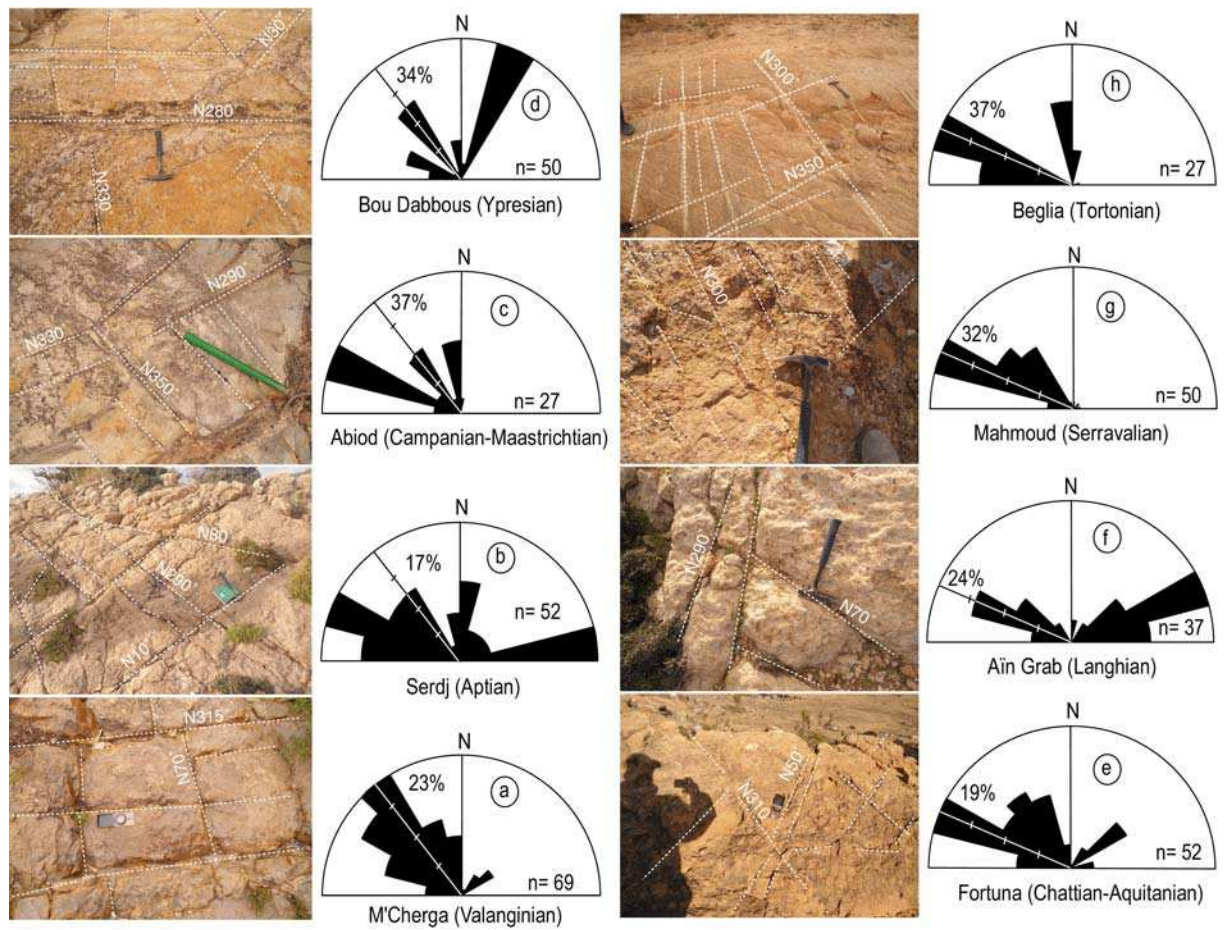 N30°
N280
N330
N
34%
d
n= 50
Bou Dabbous (Ypresian)
N300°
N350
N
37%
h
n= 27
Beglia (Tortonian)
N290
N330
N350
N
37%
c
n= 27
Abiod (Campanian-Maastrichtian)
N300°
N
32%
g
n= 50
Mahmoud (Serravalian)
N80°
N290
N10°
N
17%
b
n= 52
Serdj (Aptian)
N290
N70°
N
24%
f
n= 37
Aïn Grab (Langhian)
N315
N70
N
23%
a
n= 69
M'Cherga (Valanginian)
N50°
N310°
N
19%
e
n= 52
Fortuna (Chattian-Aquitanian)